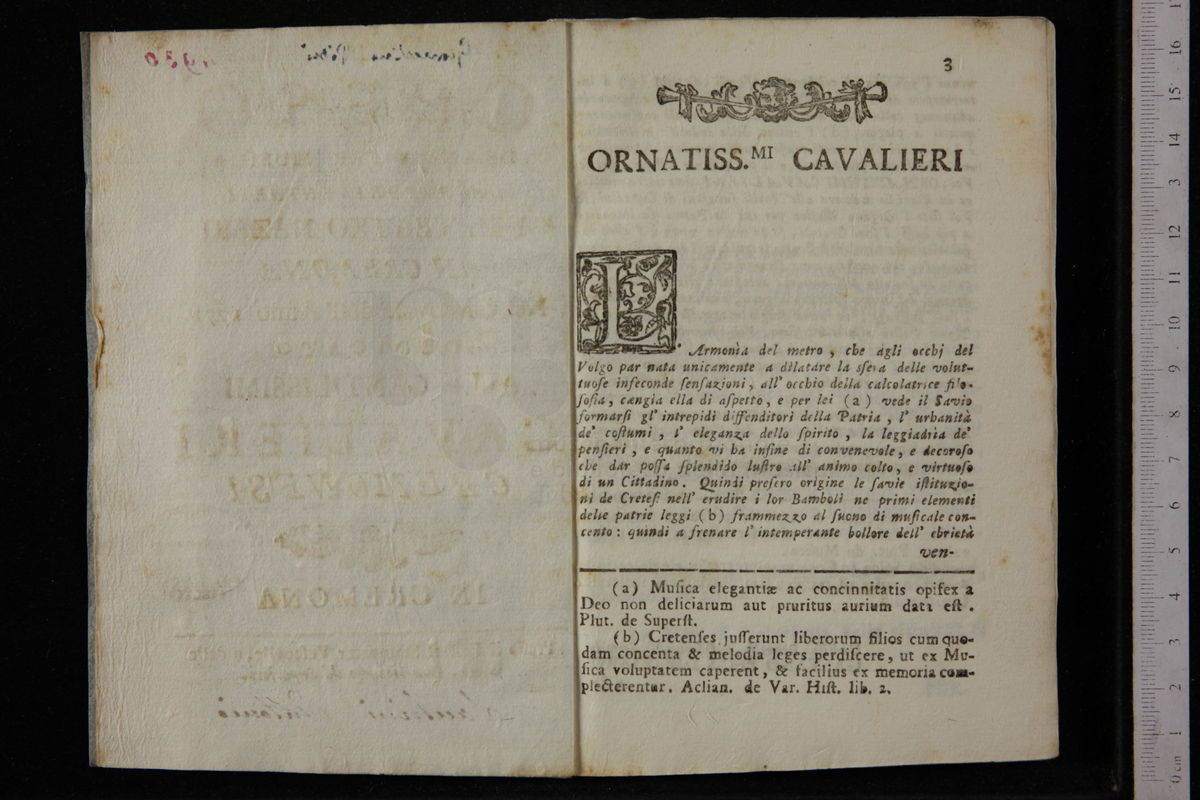 3
ORNATISS.MI CAVALIERI
L' Armonìa del metro , che agli occhj del
Volgo par nata unicamente a dilatare la sfera delle volut-
tuose infeconde ſenſazioni , all' occhio della calcolatrice filo-
ſofia , cangia ella di aſpetto , e per lei (a) vede il Savio
formarſi gl' intrepidi diffenditori della Patria , l' urbanità
de' coſtumi , l' eleganza dello ſpirito , la leggiadria de'
penſieri , e quanto vi ha inſine di convenevole , e decoroſo
che dar poſſa ſplendido luſtro all' animo colto , e virtuoſo
di un Cittadino . Quindi preſero origine le ſavie iſtituzio-
ni de Creteſi nell' erudire i lor Bambolì ne primi elementi
delle patrie leggi (b) frammezzo al ſuono di muſicale con-
cento : quindi a frenare l' intemperante bollore dell' ebrietà
ven-
(a) Muſica elegantiæ ac concinnitatis opifex a
Deo non deliciarum aut pruritus aurium data eſt .
Plut. de Superſt.
(b) Cretenſes juſſerunt liberorum filios cum quo-
dam concenta & melodia leges perdiſcere , ut ex Mu-
ſica voluptatem caperent , & facilius ex memoria com-
plecterentur . Aelian. de Var. Hiſt. lib. 2.